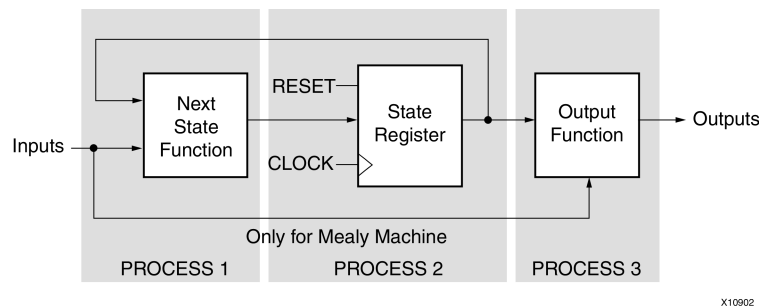 Inputs
Next
State
Function
RESET
CLOCK
State
Register
Output
Function
Outputs
Only for Mealy Machine
PROCESS 1
PROCESS 2
PROCESS 3
X10902